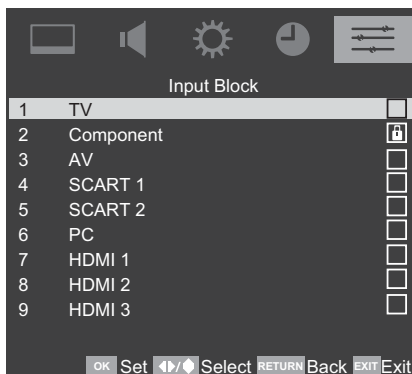 Input Block
1 TV
2 Component
3 AV
4 SCART 1
5 SCART 2
6 PC
7 HDMI 1
8 HDMI 2
9 HDMI 3
OK Set / Select RETURN Back EXIT Exit